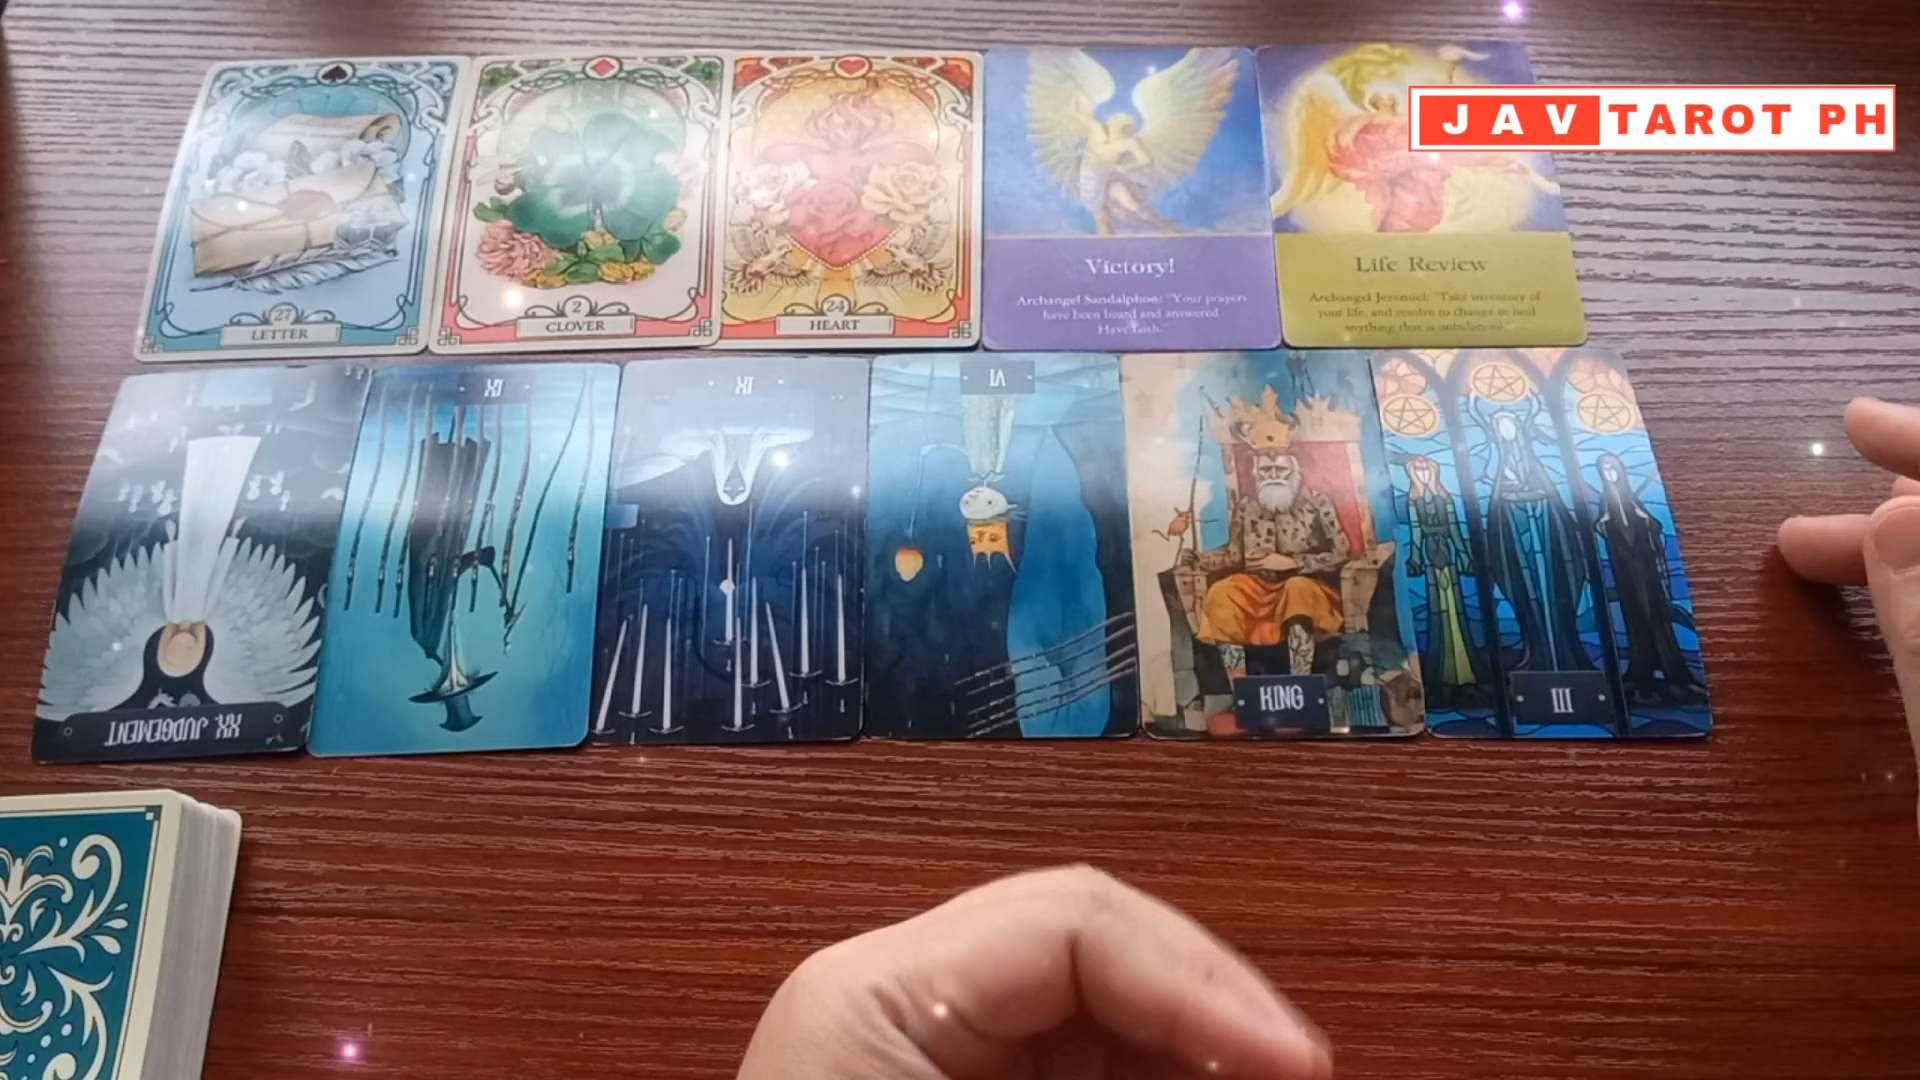 JAV TAROT PH
27
LETTER
2
CLOVER
24
HEART
Victory!
Archangel Sandalphon: "Your prayers
have been heard and answered.
Have faith."
Life Review
Archangel Jeremiel: "Take inventory of
your life, and resolve to change or heal
anything that is unbalanced."
XX JUDGEMENT
IX
IX
VI
KING
III